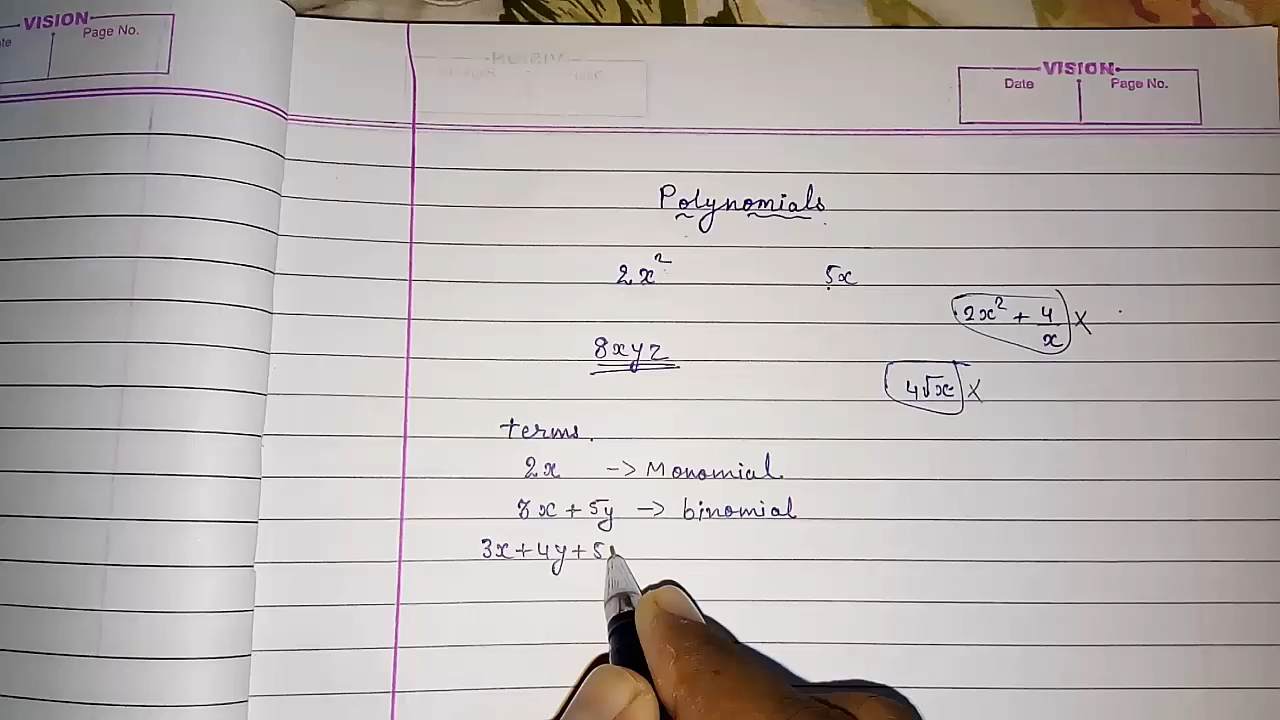 VISION
Page No.
VISION
Date Page No.
Polynomials
2x² 5x
2x² + 4/x X
8xyz
4√x X
terms.
2x -> Monomial
8x + 5y -> binomial
3x + 4y + 5